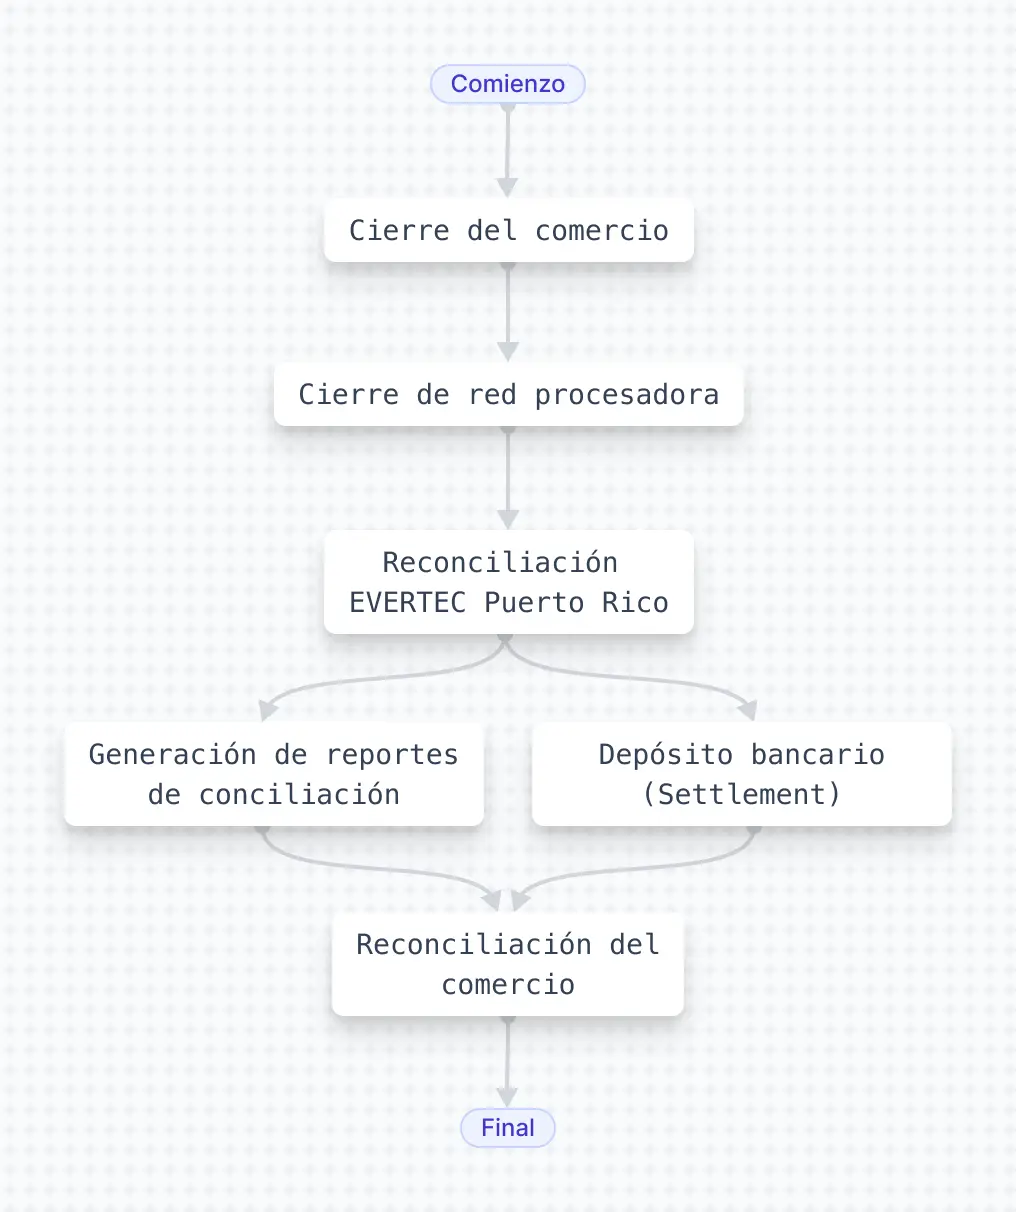 Comienzo
Cierre del comercio
Cierre de red procesadora
Reconciliación
EVERTEC Puerto Rico
Generación de reportes
de conciliación
Depósito bancario
(Settlement)
Reconciliación del
comercio
Final